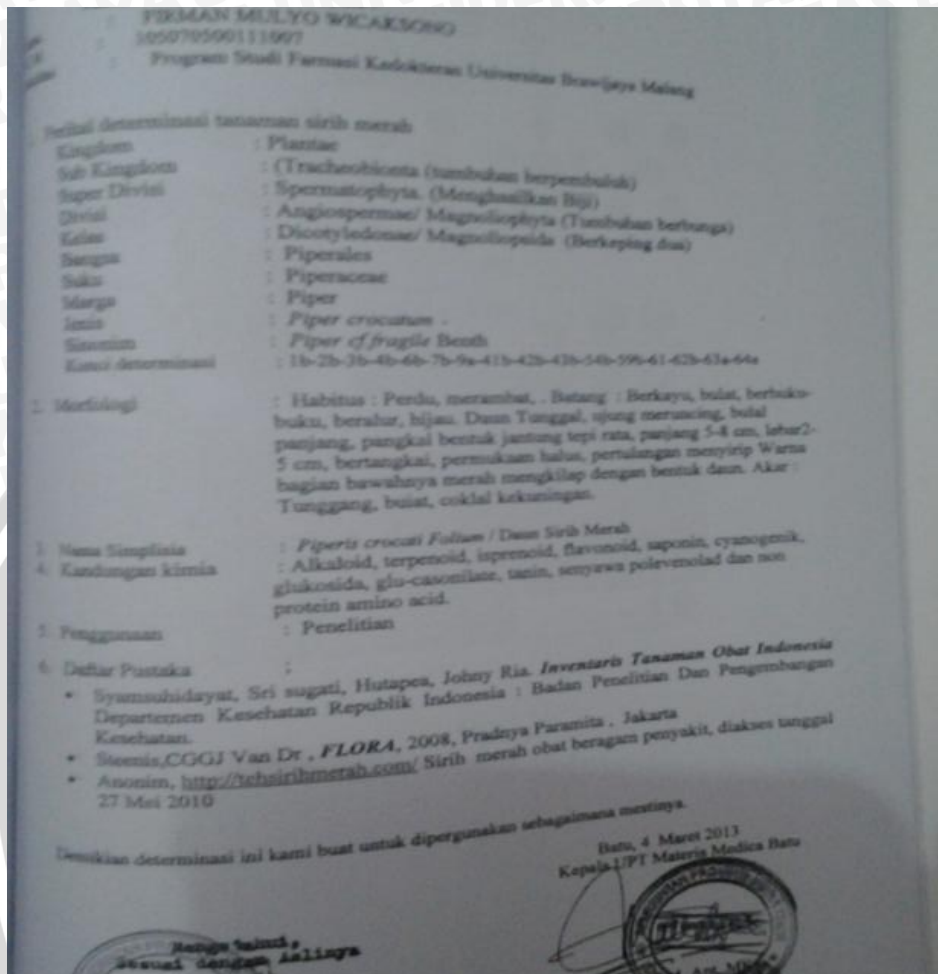 : FIRMAN MULYO WICAKSONO
: 105070500111007
: Program Studi Farmasi Kedokteran Universitas Brawijaya Malang
Perihal determinasi tanaman sirih merah
Kingdom : Plantae
Sub Kingdom : (Tracheobionta (tumbuhan berpembuluh)
Super Divisi : Spermatophyta. (Menghasilkan Biji)
Divisi : Angiospermae/ Magnoliophyta (Tumbuhan berbunga)
Kelas : Dicotyledonae/ Magnoliopsida (Berkeping dua)
Bangsa : Piperales
Suku : Piperaceae
Marga : Piper
Jenis : Piper crocatum .
Sinonim : Piper cf fragile Benth
Kunci determinasi : 1b-2b-3b-4b-6b-7b-9a-41b-42b-43b-54b-59b-61-62b-63a-64a
2. Morfologi : Habitus : Perdu, merambat, . Batang : Berkayu, bulat, berbuku-
buku, beralur, hijau. Daun Tunggal, ujung meruncing, bulal
panjang, pangkal bentuk jantung tepi rata, panjang 5-8 cm, lebar2-
5 cm, bertangkai, permukaan halus, pertulangan menyirip Warna
bagian bawahnya merah mengkilap dengan bentuk daun. Akar :
Tunggang, bulat, coklal kekuningan.
3. Nama Simplisia : Piperis crocati Folium / Daun Sirih Merah
4. Kandungan kimia : Alkaloid, terpenoid, isprenoid, flavonoid, saponin, cyanogenik,
glukosida, glu-casonilate, tanin, senyawa polevenolad dan non
protein amino acid.
5. Penggunaan : Penelitian
6. Daftar Pustaka :
• Syamsuhidayat, Sri sugati, Hutapea, Johny Ria. Inventaris Tanaman Obat Indonesia
Departemen Kesehatan Republik Indonesia : Badan Penelitian Dan Pengembangan
Kesehatan.
• Steenis,CGGJ Van Dr , FLORA, 2008, Pradnya Paramita , Jakarta
• Anonim, http://tehsirihmerah.com/ Sirih merah obat beragam penyakit, diakses tanggal
27 Mei 2010
Demikian determinasi ini kami buat untuk dipergunakan sebagaimana mestinya.
Batu, 4 Maret 2013
Kepala UPT Materia Medica Batu
Sesuai dengan Aslinya